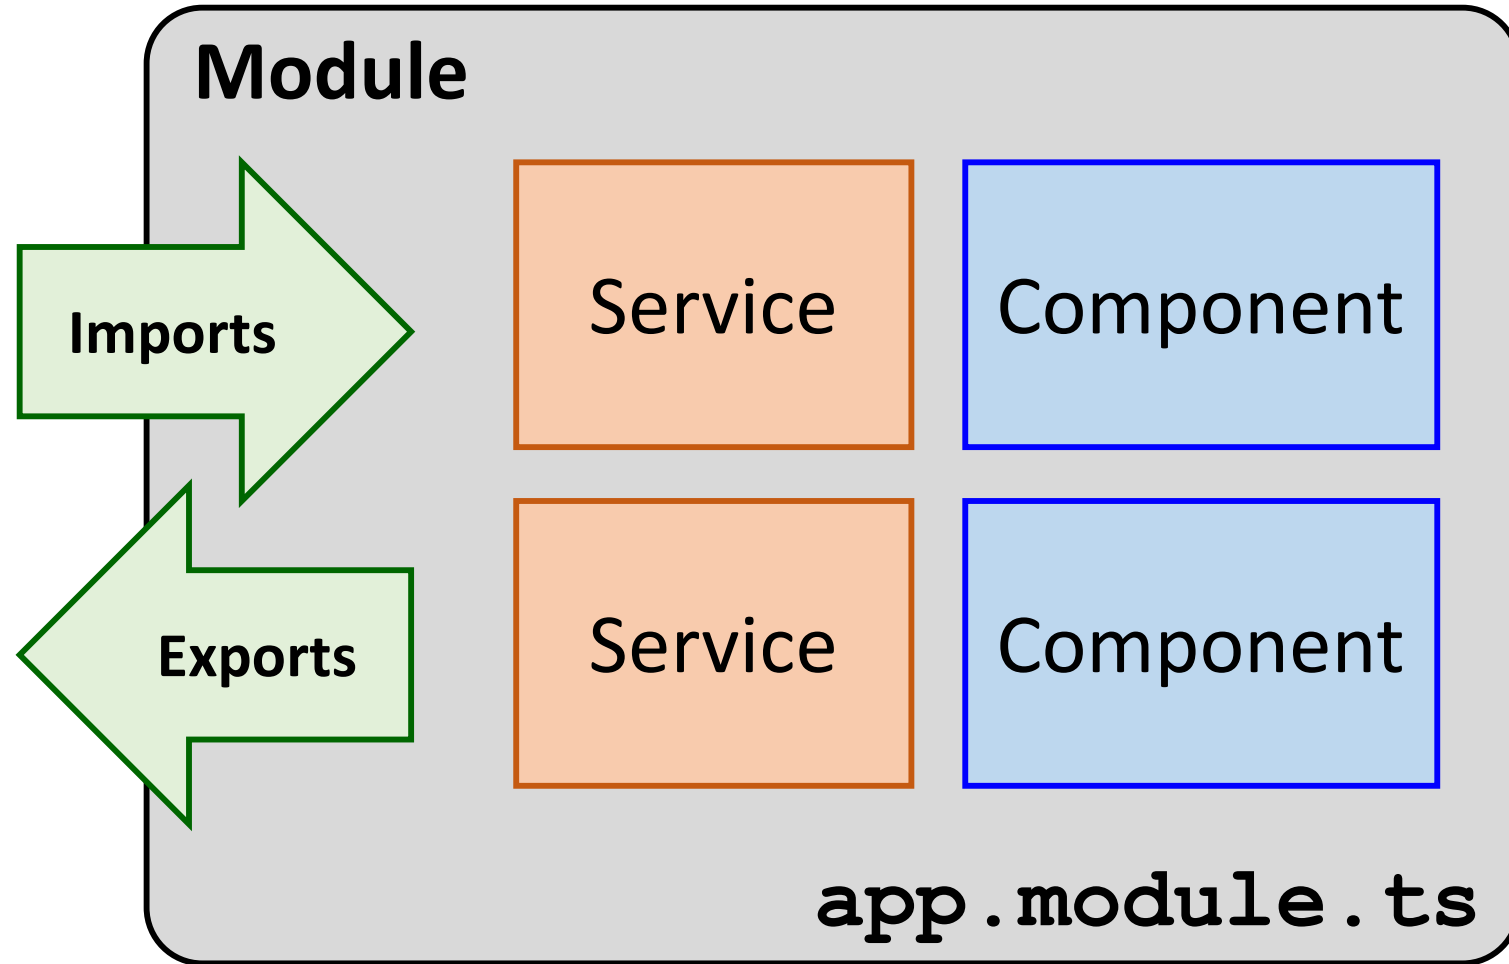 Module
Imports
Service
Component
Exports
Service
Component
app.module.ts